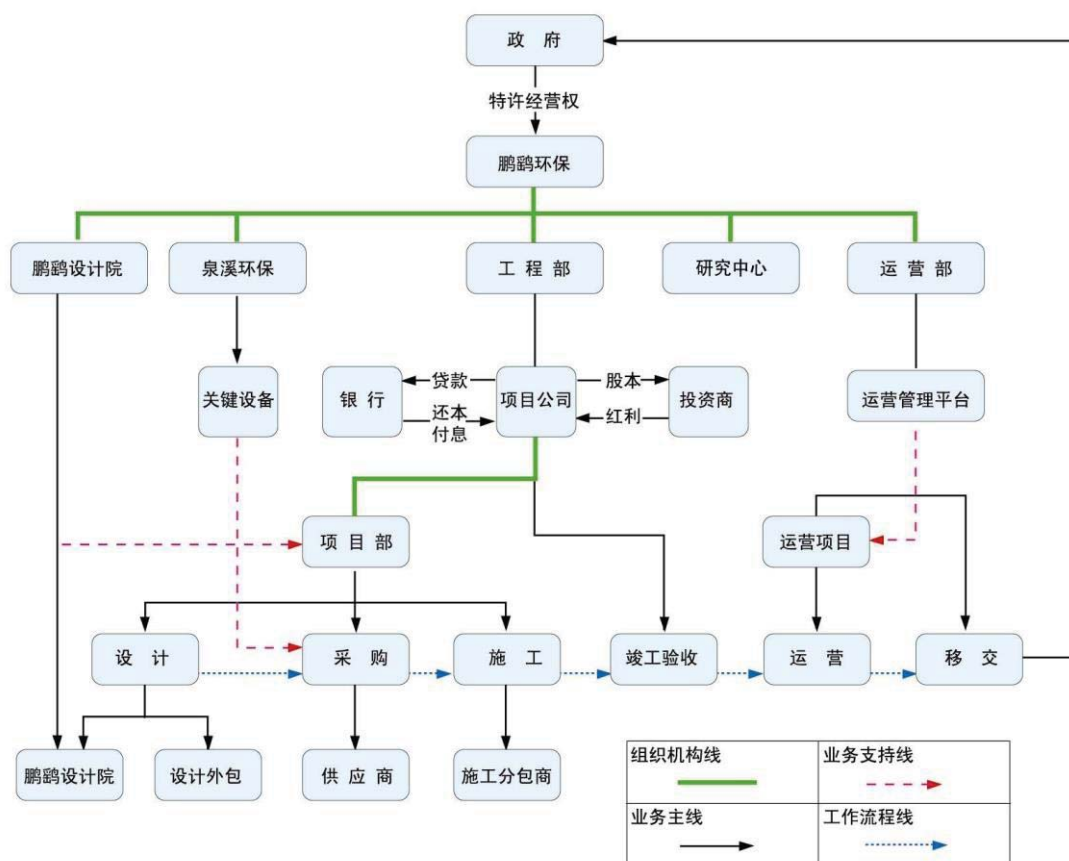 政 府
特许经营权
鹏鹞环保
鹏鹞设计院
泉溪环保
工 程 部
研究中心
运 营 部
关键设备
银 行
贷款
还本
付息
项目公司
股本
红利
投资商
运营管理平台
项 目 部
运营项目
设 计
采 购
施 工
竣工验收
运 营
移 交
鹏鹞设计院
设计外包
供 应 商
施工分包商
组织机构线
业务支持线
业务主线
工作流程线